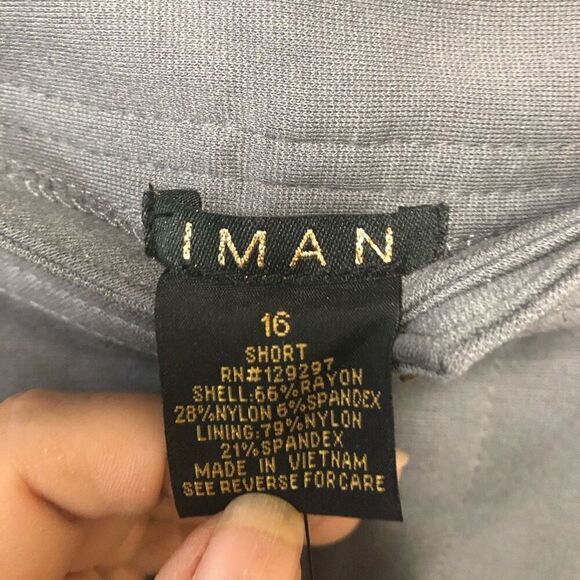 IMAN
16
SHORT
RN#129297
SHELL:66%RAYON
28%NYLON 6%SPANDEX
LINING:79%NYLON
21%SPANDEX
MADE IN VIETNAM
SEE REVERSE FOR CARE